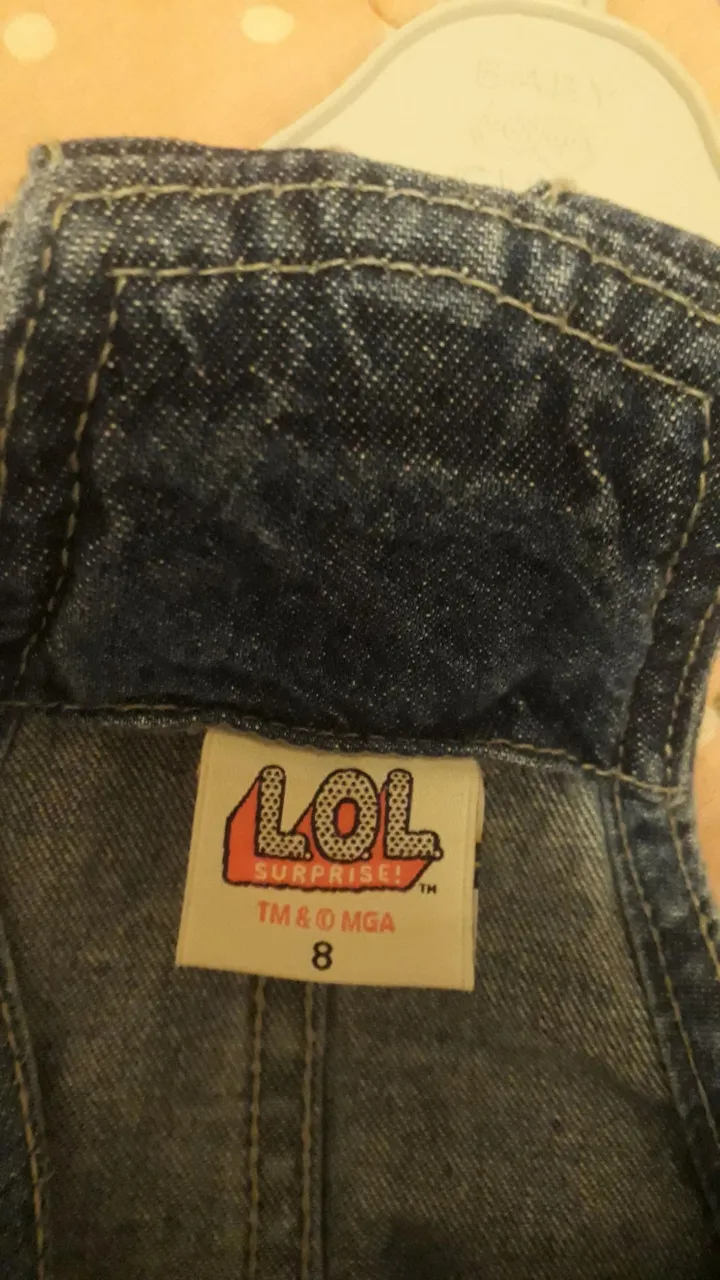 L.O.L.
SURPRISE!™
TM & © MGA
8